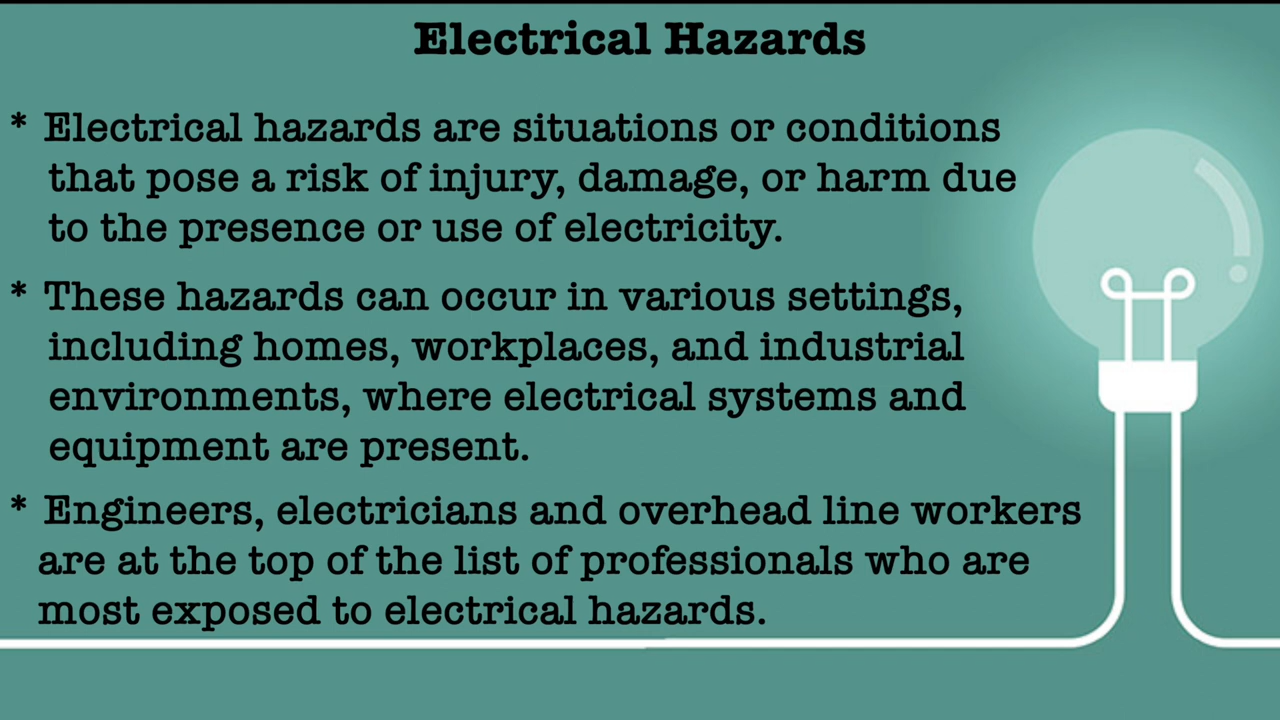 Electrical Hazards
* Electrical hazards are situations or conditions
that pose a risk of injury, damage, or harm due
to the presence or use of electricity.
* These hazards can occur in various settings,
including homes, workplaces, and industrial
environments, where electrical systems and
equipment are present.
* Engineers, electricians and overhead line workers
are at the top of the list of professionals who are
most exposed to electrical hazards.